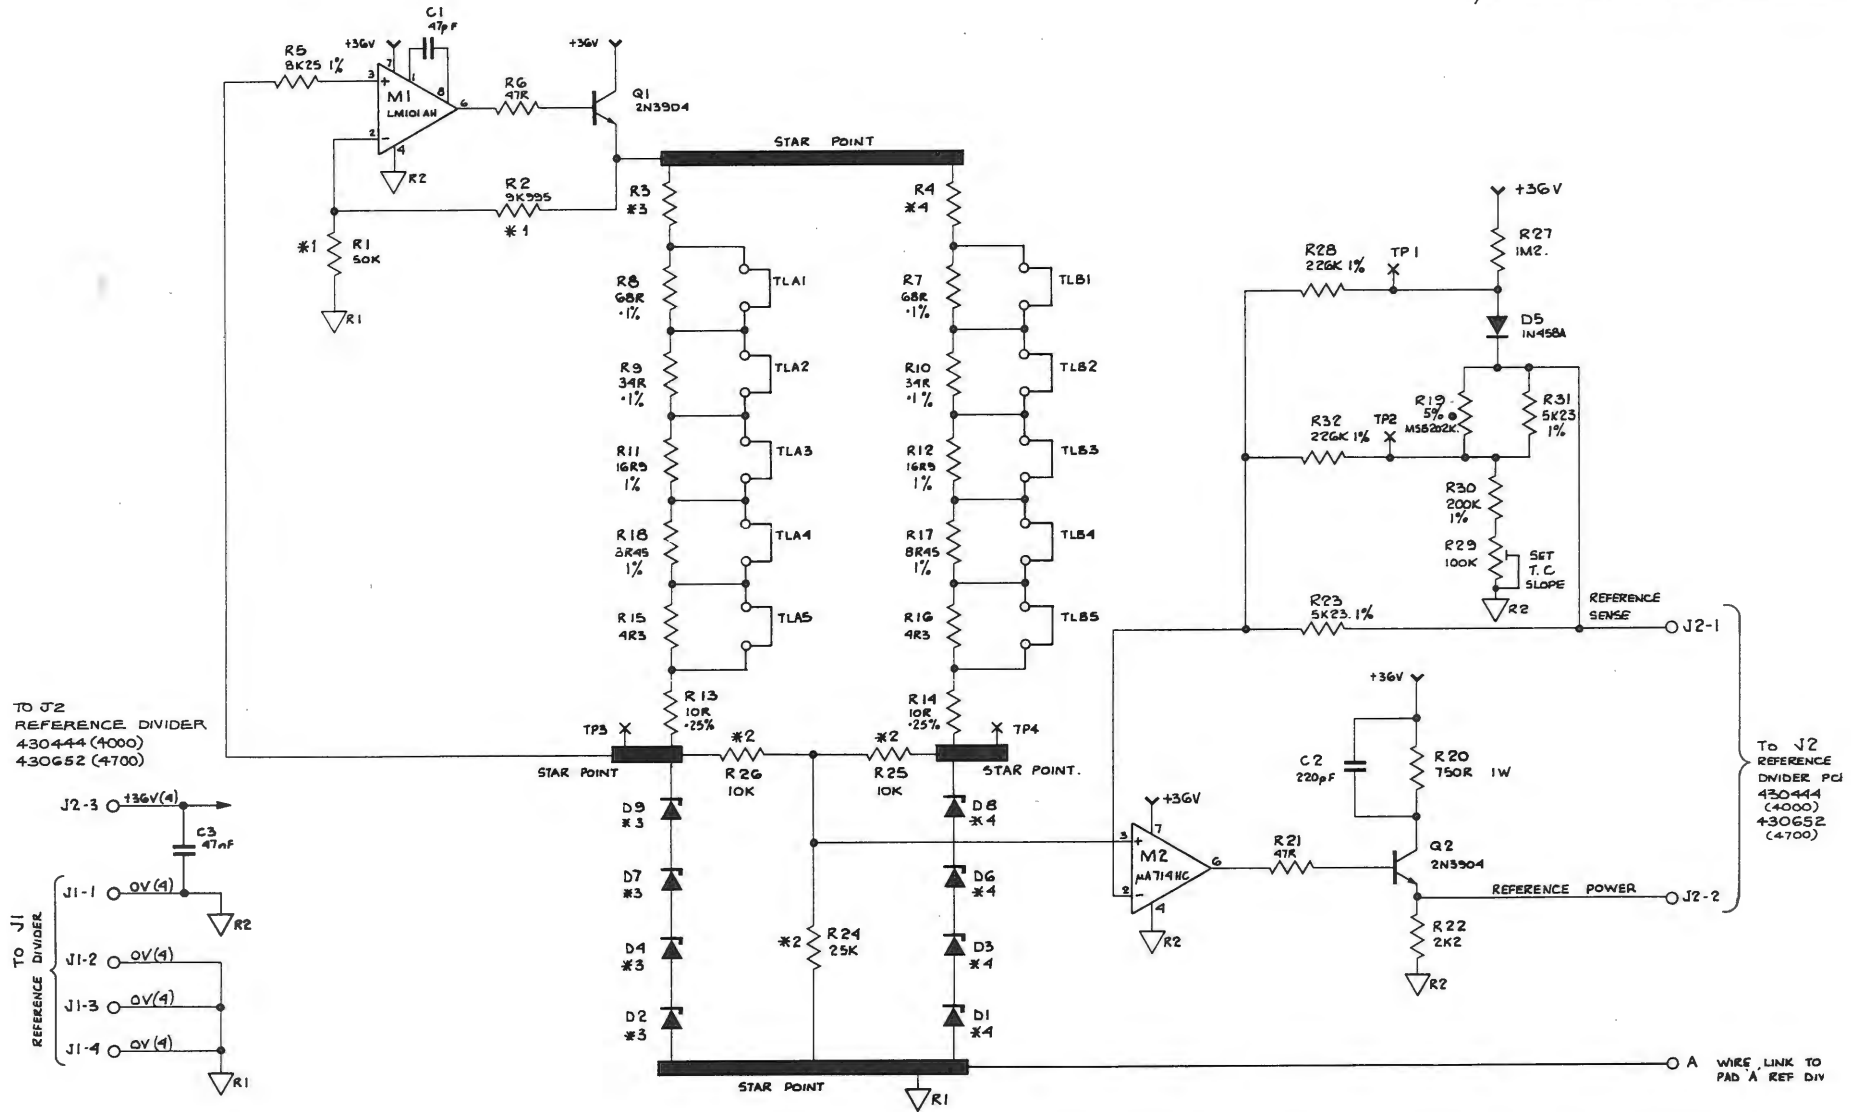 C1
47pF
+36V
+36V
R5
8K25 1%
7
1
3
+
M1
LM101AH
8
6
R6
47R
Q1
2N3904
2
-
4
R2
STAR POINT
R2
9K995
*1
R3
*3
R4
*4
*1
R1
50K
R1
+36V
R27
1M2.
R28
226K 1%
TP1
R8
68R
.1%
TLA1
R7
68R
.1%
TLB1
D5
1N458A
R9
34R
.1%
TLA2
R10
34R
.1%
TLB2
R32
226K 1%
TP2
R19
5%
MSB202K.
R31
5K23
1%
R11
16R9
1%
TLA3
R12
16R9
1%
TLB3
R30
200K
1%
R18
8R45
1%
TLA4
R17
8R45
1%
TLB4
R29
100K
SET
T.C
SLOPE
R2
R15
4R3
TLA5
R16
4R3
TLB5
R23
5K23.1%
REFERENCE
SENSE
J2-1
R13
10R
.25%
R14
10R
.25%
TP3
*2
R26
10K
*2
R25
10K
TP4
STAR POINT
STAR POINT.
TO J2
REFERENCE DIVIDER
430444 (4000)
430652 (4700)
+36V
C2
220pF
R20
750R 1W
TO J2
REFERENCE
DIVIDER PC
430444
(4000)
430652
(4700)
J2-3
+36V(4)
C3
47nF
D9
*3
D8
*4
+36V
3
+
7
M2
µA714HC
6
2
-
4
R2
R21
47R
Q2
2N3904
D7
*3
D6
*4
REFERENCE POWER
J2-2
J1-1
0V(4)
R2
TO J1
REFERENCE DIVIDER
J1-2
0V(4)
*2
R24
25K
D4
*3
D3
*4
R22
2K2
R2
J1-3
0V(4)
D2
*3
D1
*4
J1-4
0V(4)
R1
STAR POINT
R1
A
WIRE LINK TO
PAD 'A' REF DIV